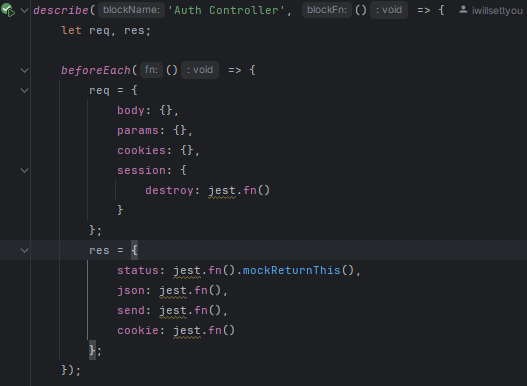 describe( blockName: 'Auth Controller', blockFn: () : void => { iwillsettyou
let req, res;
beforeEach( fn: () : void => {
req = {
body: {},
params: {},
cookies: {},
session: {
destroy: jest.fn()
}
};
res = {
status: jest.fn().mockReturnThis(),
json: jest.fn(),
send: jest.fn(),
cookie: jest.fn()
};
});